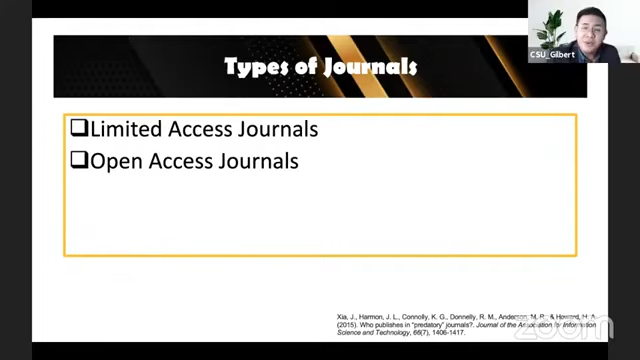 Types of Journals
CSU_Gilbert
❑Limited Access Journals
❑Open Access Journals
Xia, J., Harmon, J. L., Connolly, K. G., Donnelly, R. M., Anderson, M. R., & Howard, H. A.
(2015). Who publishes in "predatory" journals?. Journal of the Association for Information
Science and Technology, 66(7), 1406-1417.
zoom